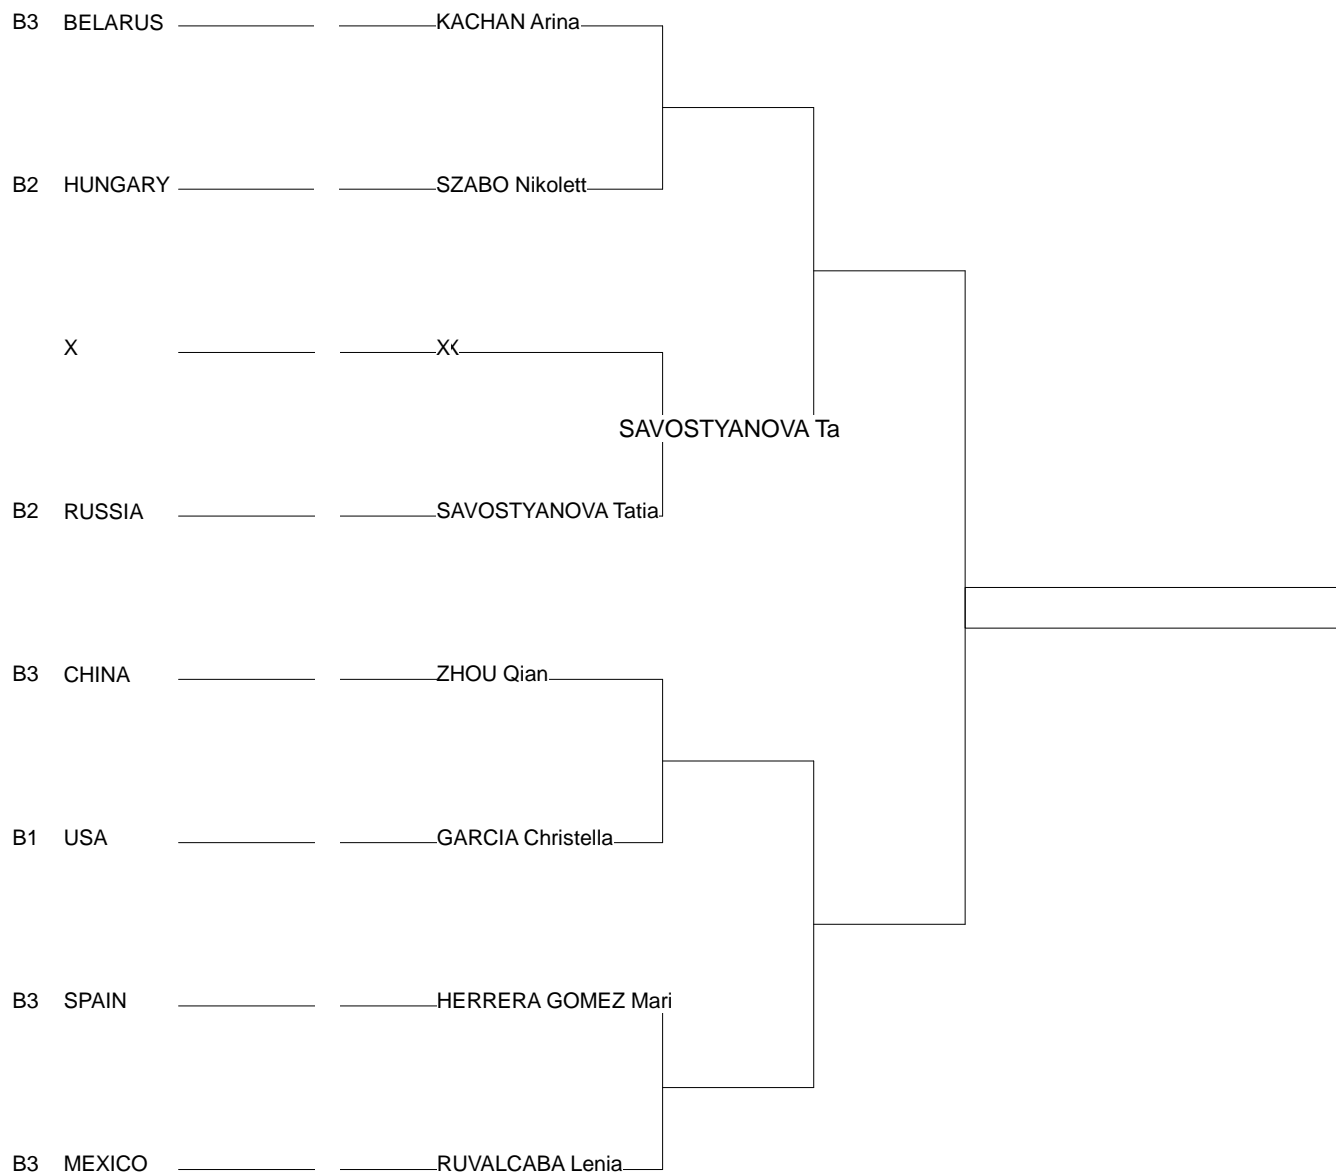 B3 BELARUS KACHAN Arina
B2 HUNGARY SZABO Nikolett
X XX
SAVOSTYANOVA Ta
B2 RUSSIA SAVOSTYANOVA Tatia
B3 CHINA ZHOU Qian
B1 USA GARCIA Christella
B3 SPAIN HERRERA GOMEZ Mari
B3 MEXICO RUVALCABA Lenia